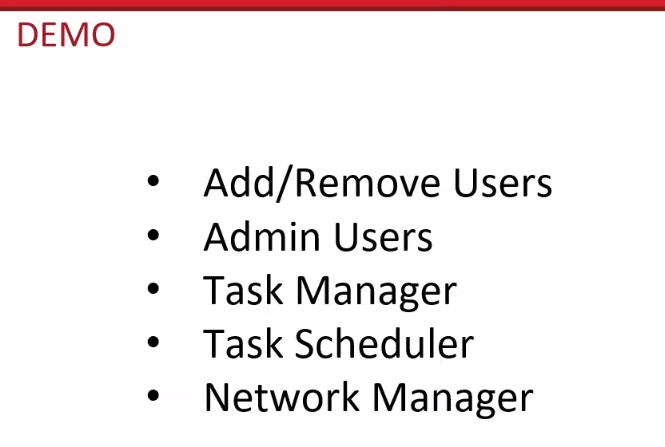 DEMO
• Add/Remove Users
• Admin Users
• Task Manager
• Task Scheduler
• Network Manager